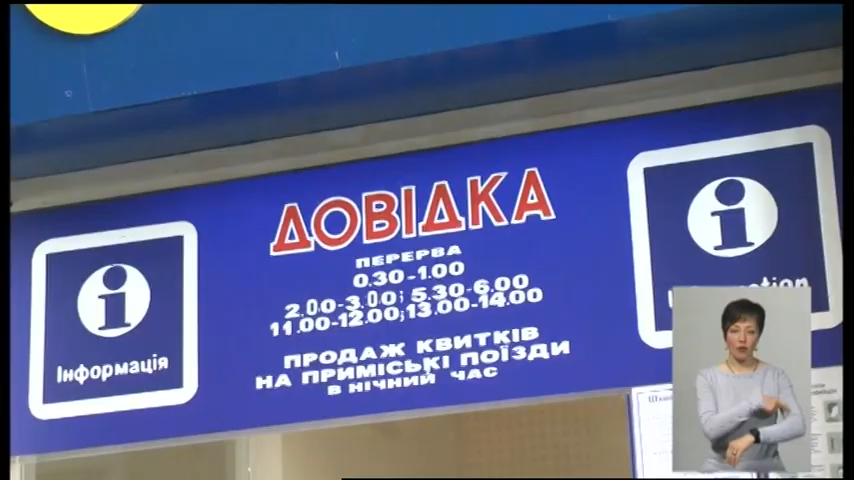 ДОВІДКА
ПЕРЕРВА
0.30-1.00
2.00-3.00; 5.30-6.00
11.00-12.00; 13.00-14.00
ПРОДАЖ КВИТКІВ
НА ПРИМІСЬКІ ПОЇЗДИ
В НІЧНИЙ ЧАС
i
Інформація
i